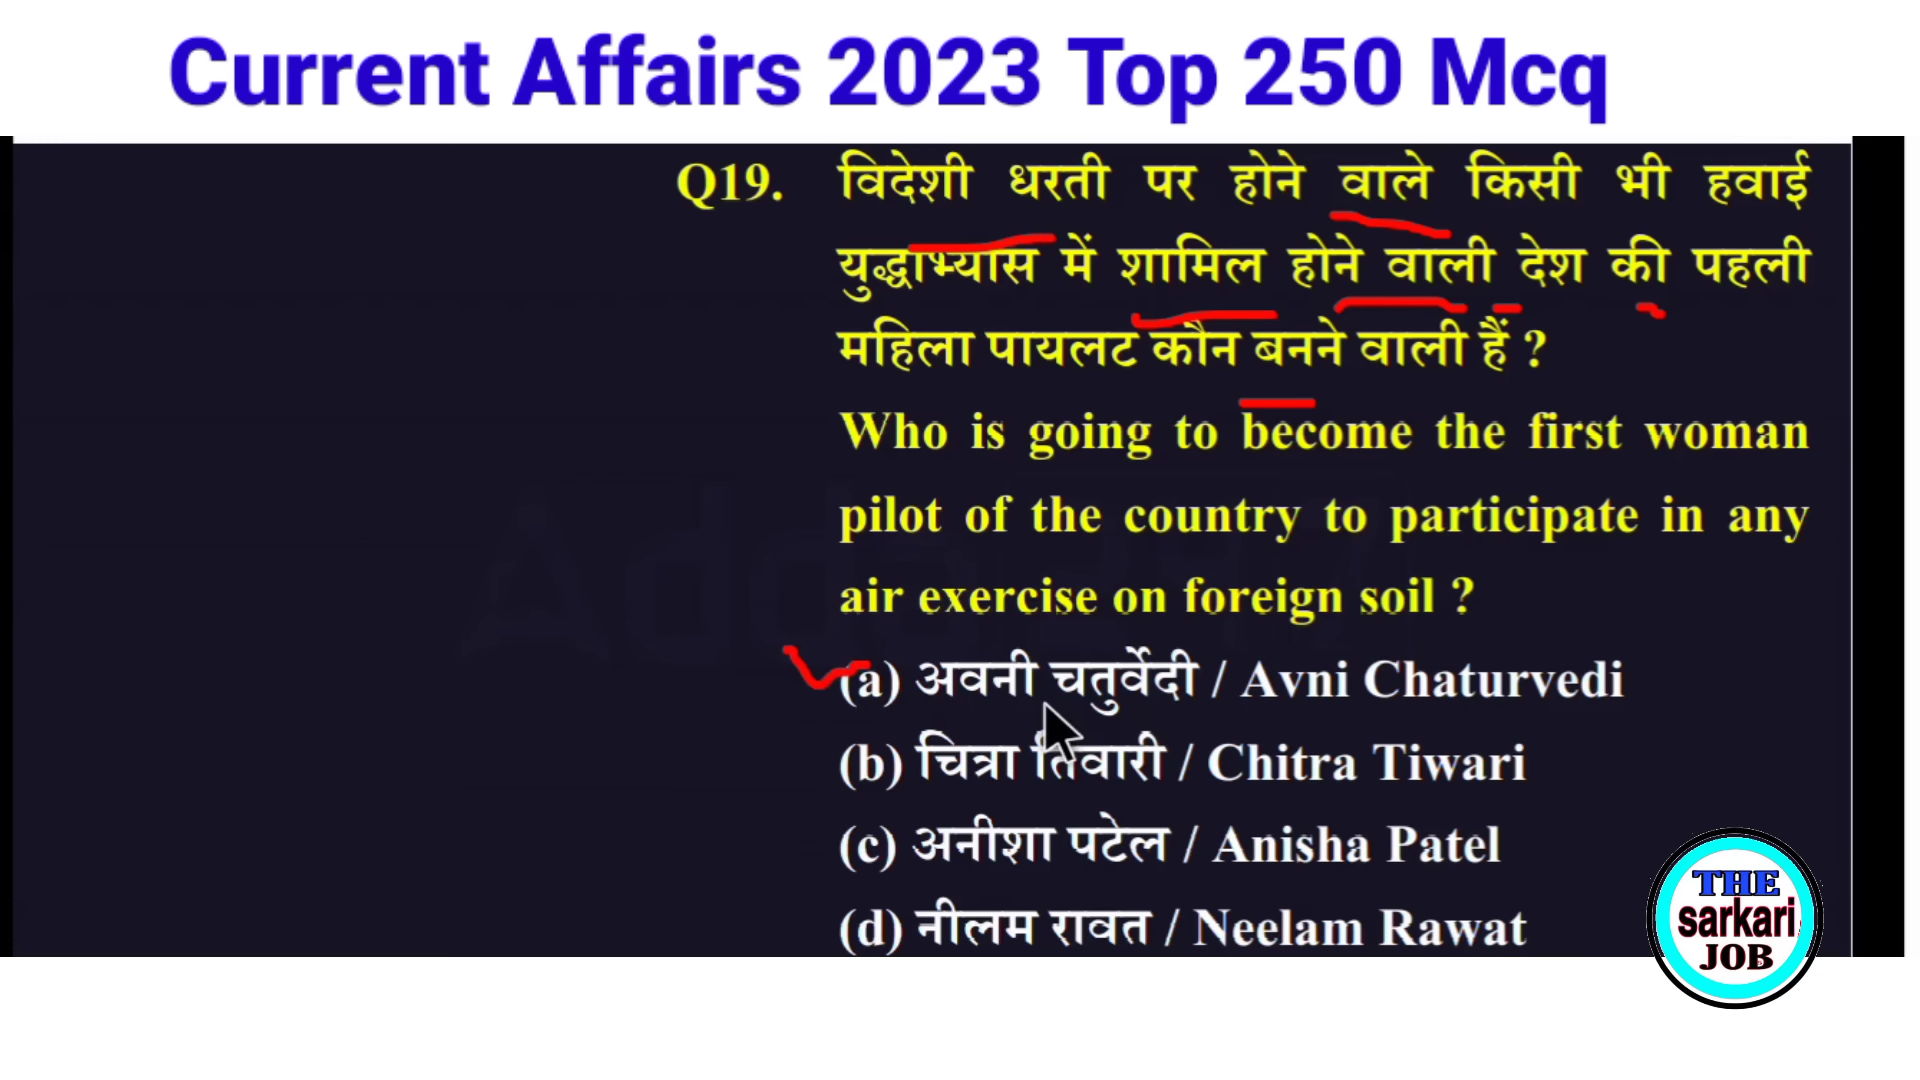 Current Affairs 2023 Top 250 Mcq
Q19. विदेशी धरती पर होने वाले किसी भी हवाई
युद्धाभ्यास में शामिल होने वाली देश की पहली
महिला पायलट कौन बनने वाली हैं ?
Who is going to become the first woman
pilot of the country to participate in any
air exercise on foreign soil ?
(a) अवनी चतुर्वेदी / Avni Chaturvedi
(b) चित्रा तिवारी / Chitra Tiwari
(c) अनीशा पटेल / Anisha Patel
(d) नीलम रावत / Neelam Rawat
THE
sarkari
JOB